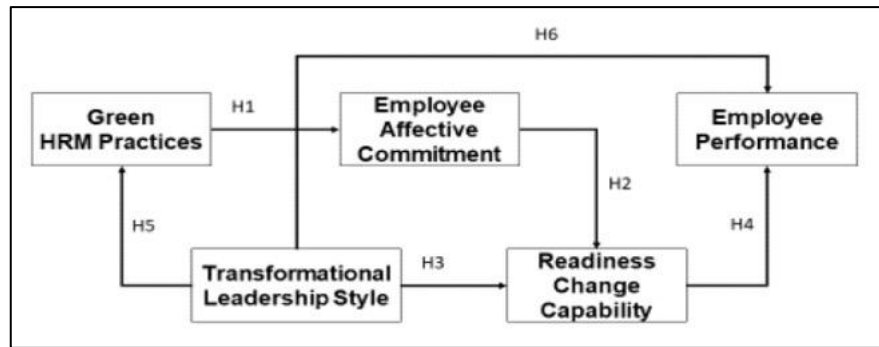 H6
H1
Green
HRM Practices
Employee
Affective
Commitment
Employee
Performance
H2
H5
H4
H3
Transformational
Leadership Style
Readiness
Change
Capability